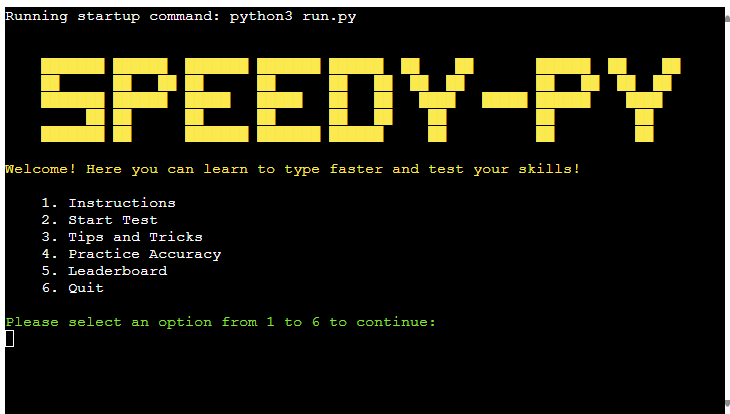 Running startup command: python3 run.py
SPEEDY-PY
Welcome! Here you can learn to type faster and test your skills!
1. Instructions
2. Start Test
3. Tips and Tricks
4. Practice Accuracy
5. Leaderboard
6. Quit
Please select an option from 1 to 6 to continue: